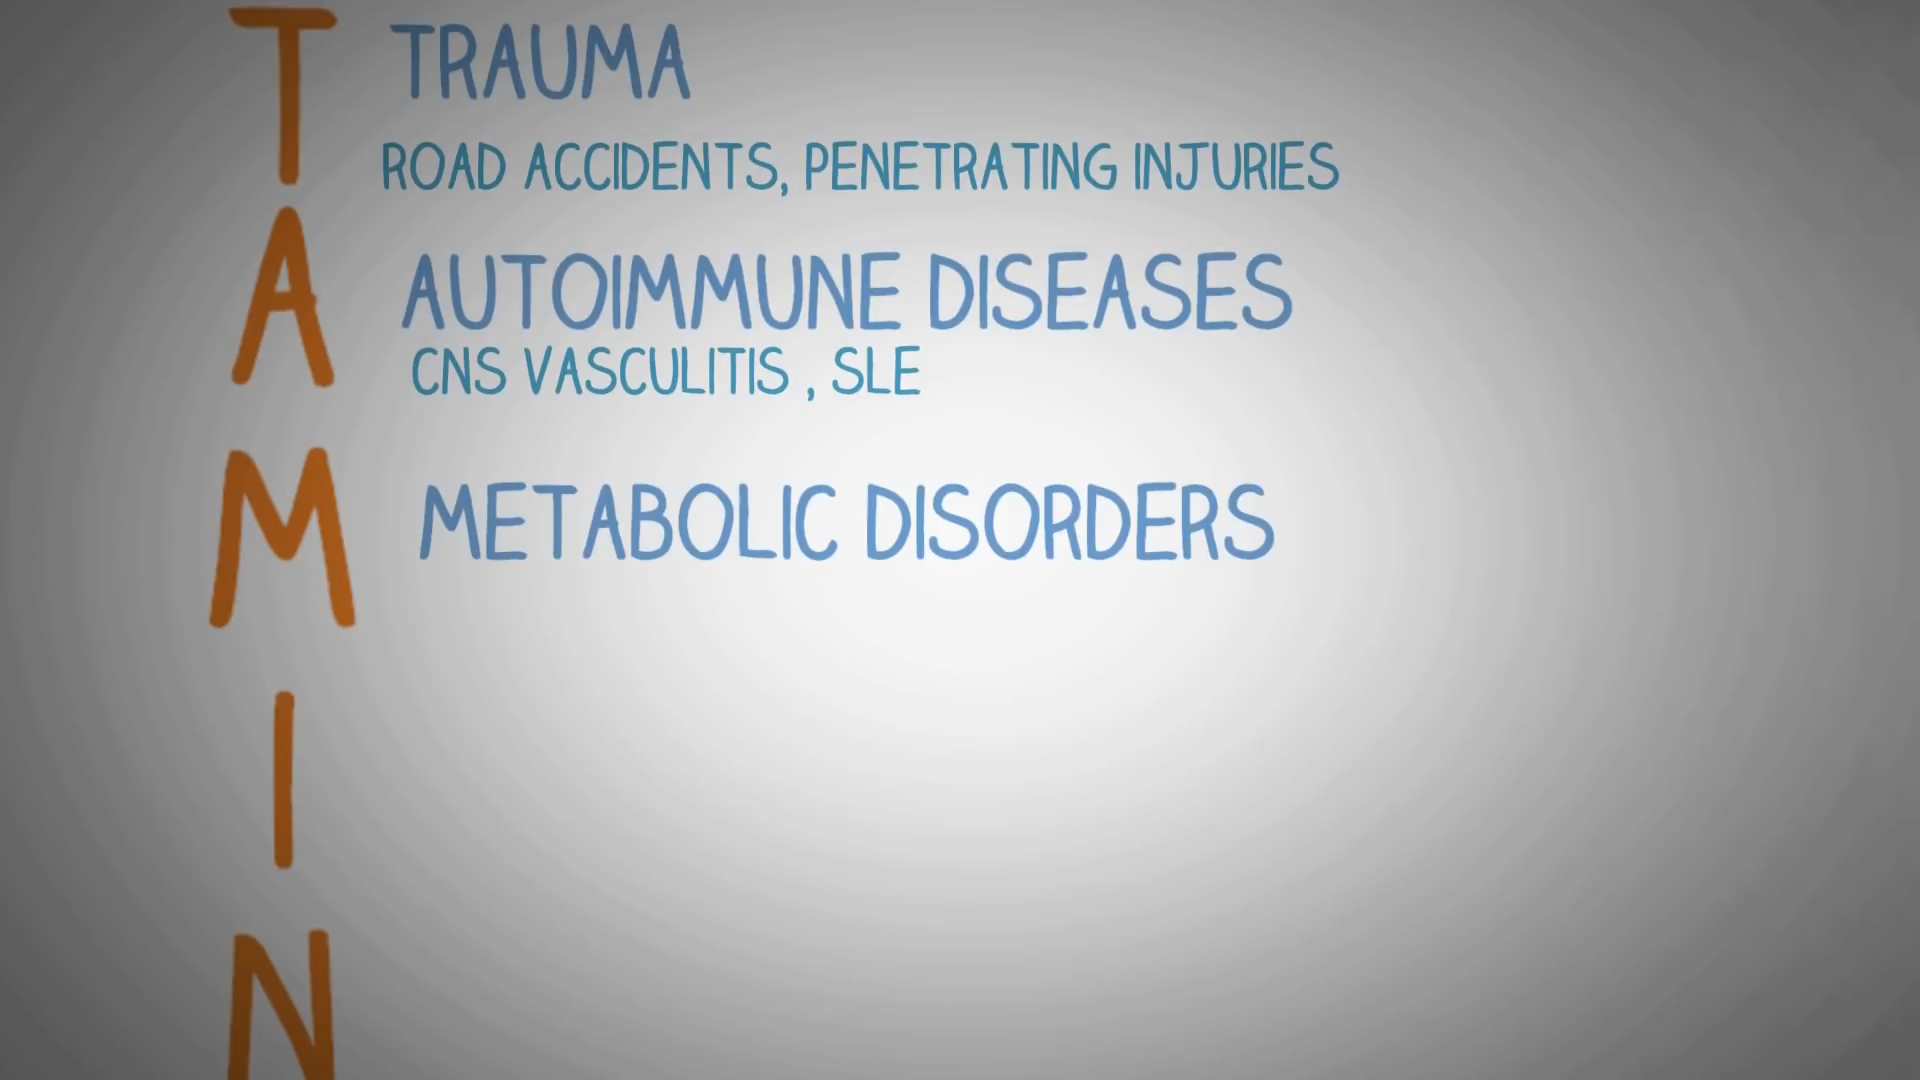 T TRAUMA
ROAD ACCIDENTS, PENETRATING INJURIES
A AUTOIMMUNE DISEASES
CNS VASCULITIS , SLE
M METABOLIC DISORDERS
I
N